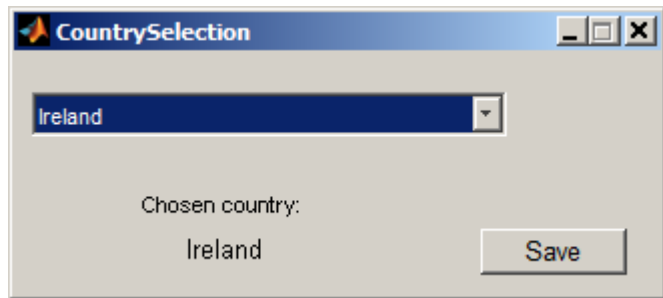 CountrySelection
Ireland
Chosen country:
Ireland
Save